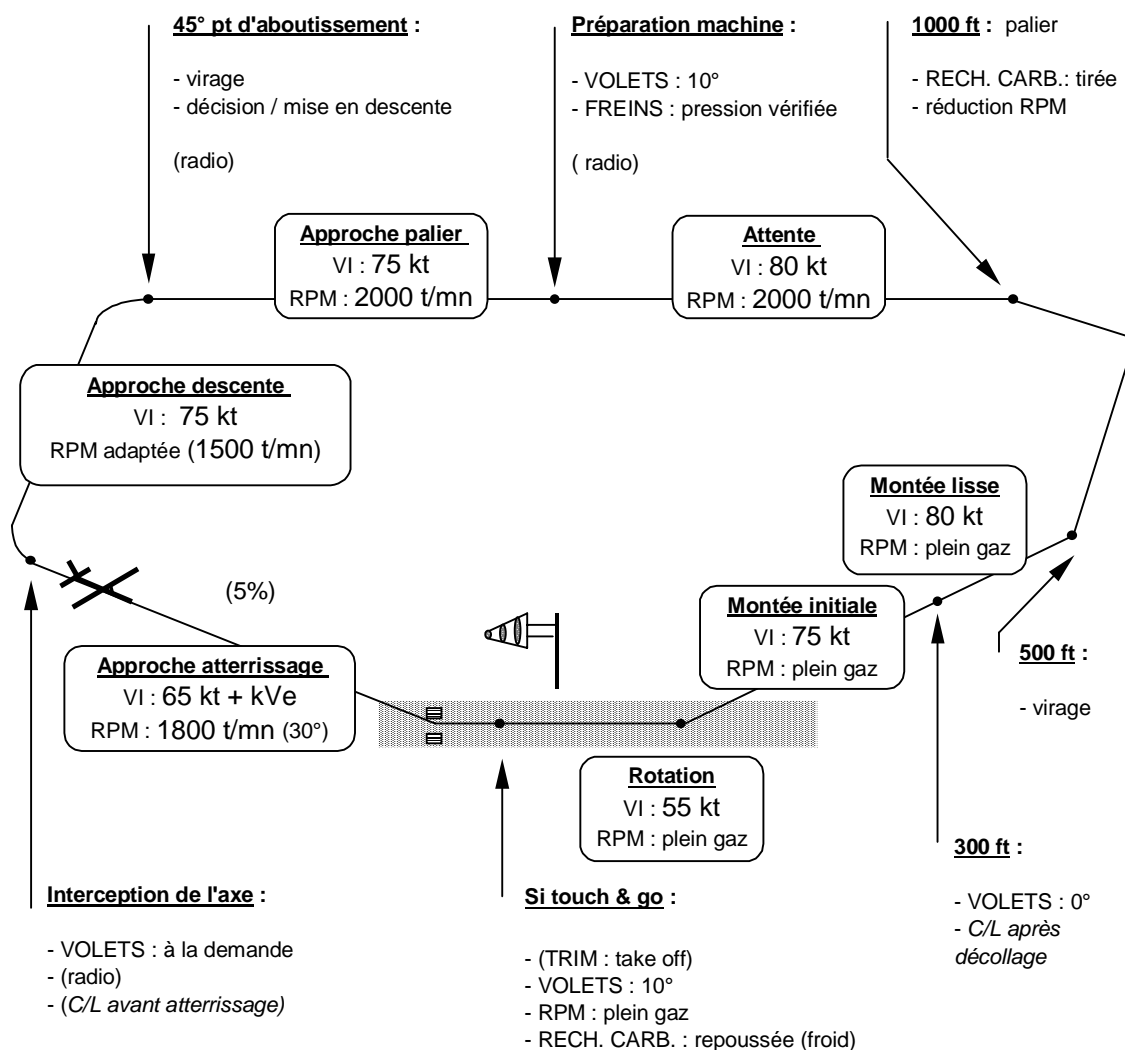 45° pt d'aboutissement :
- virage
- décision / mise en descente
(radio)
Préparation machine :
- VOLETS : 10°
- FREINS : pression vérifiée
( radio)
1000 ft : palier
- RECH. CARB.: tirée
- réduction RPM
Approche palier
VI : 75 kt
RPM : 2000 t/mn
Attente
VI : 80 kt
RPM : 2000 t/mn
Approche descente
VI : 75 kt
RPM adaptée (1500 t/mn)
Montée lisse
VI : 80 kt
RPM : plein gaz
(5%)
Montée initiale
VI : 75 kt
RPM : plein gaz
Approche atterrissage
VI : 65 kt + kVe
RPM : 1800 t/mn (30°)
500 ft :
- virage
Rotation
VI : 55 kt
RPM : plein gaz
300 ft :
- VOLETS : 0°
- C/L après
décollage
Interception de l'axe :
- VOLETS : à la demande
- (radio)
- (C/L avant atterrissage)
Si touch & go :
- (TRIM : take off)
- VOLETS : 10°
- RPM : plein gaz
- RECH. CARB. : repoussée (froid)